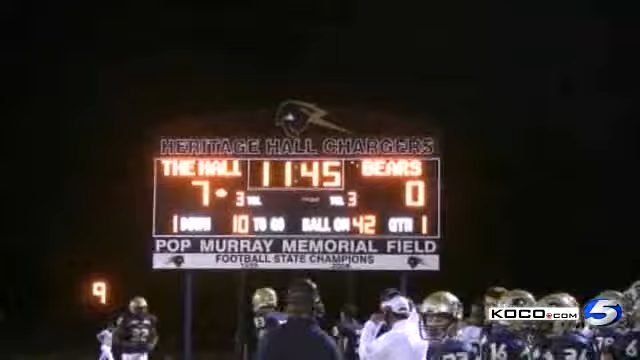 HERITAGE HALL CHARGERS
THE HALL 11:45 BEARS
7 3 TOL TOL 3 0
1 DOWN 10 TO GO BALL ON 42 QTR 1
POP MURRAY MEMORIAL FIELD
FOOTBALL STATE CHAMPIONS
9
5
KOCO.COM
16